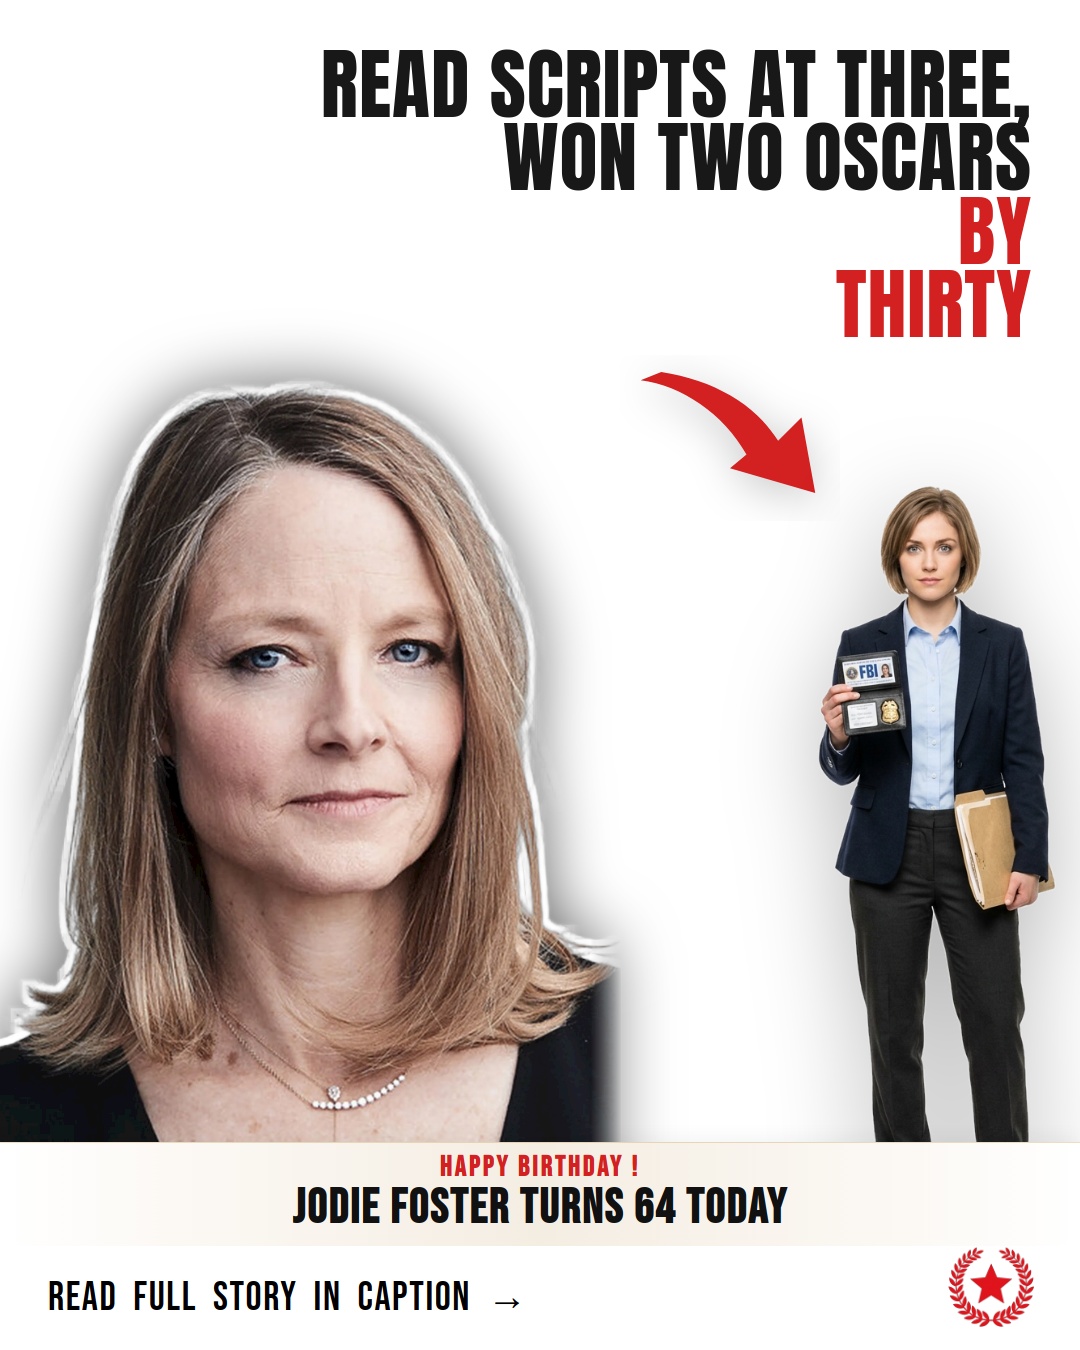 READ SCRIPTS AT THREE,
WON TWO OSCARS
BY
THIRTY
FBI
HAPPY BIRTHDAY !
JODIE FOSTER TURNS 64 TODAY
READ FULL STORY IN CAPTION →